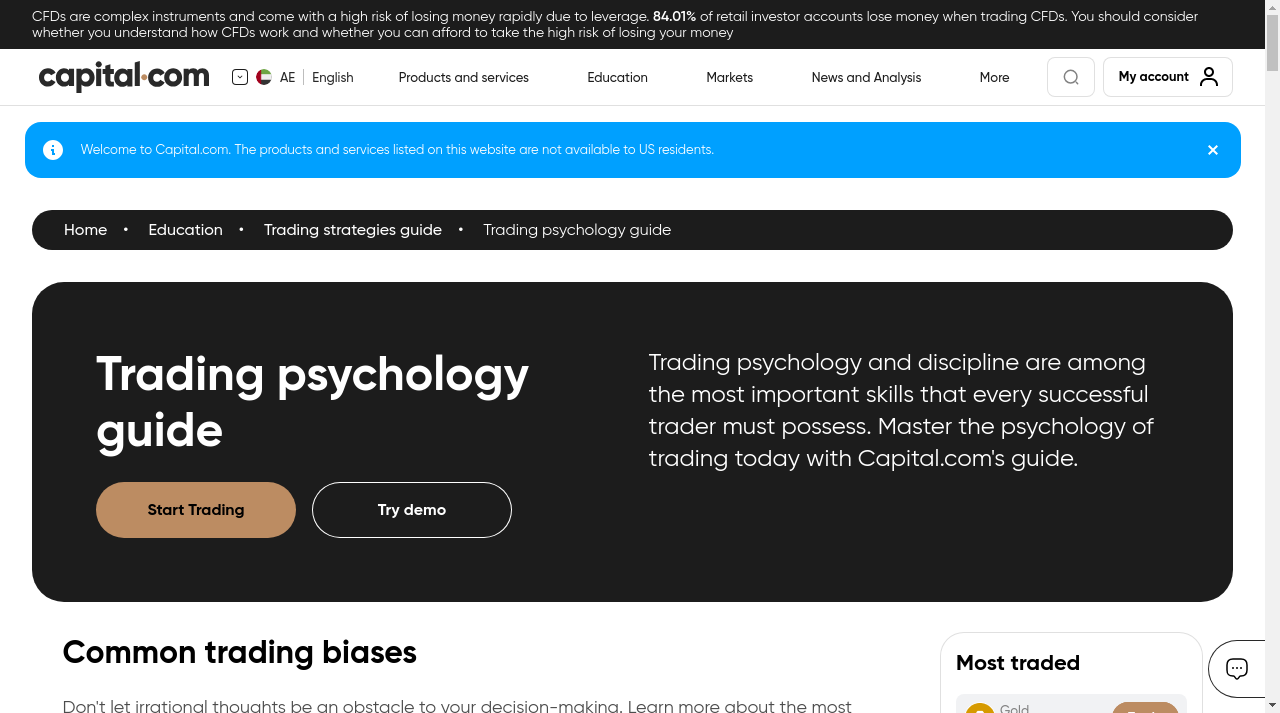 CFDs are complex instruments and come with a high risk of losing money rapidly due to leverage. 84.01% of retail investor accounts lose money when trading CFDs. You should consider
whether you understand how CFDs work and whether you can afford to take the high risk of losing your money
capital.com
AE English Products and services Education Markets News and Analysis More My account
Welcome to Capital.com. The products and services listed on this website are not available to US residents.
Home • Education • Trading strategies guide • Trading psychology guide
Trading psychology
guide
Start Trading Try demo
Trading psychology and discipline are among
the most important skills that every successful
trader must possess. Master the psychology of
trading today with Capital.com's guide.
Common trading biases
Don't let irrational thoughts be an obstacle to your decision-making. Learn more about the most
Most traded
Gold